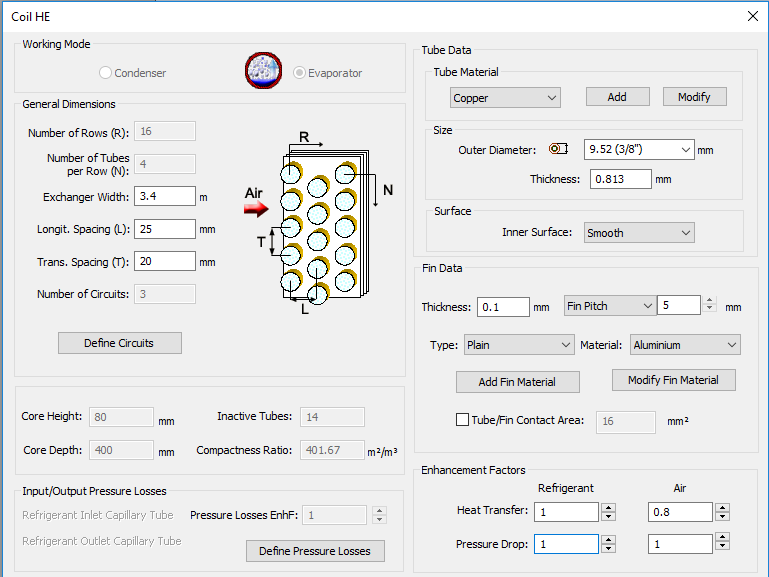 Coil HE
Working Mode
Condenser
Evaporator
General Dimensions
Number of Rows (R): 16
Number of Tubes
per Row (N): 4
Exchanger Width: 3.4 m
Longit. Spacing (L): 25 mm
Trans. Spacing (T): 20 mm
Number of Circuits: 3
Define Circuits
R
Air
N
T
L
Core Height: 80 mm
Inactive Tubes: 14
Core Depth: 400 mm
Compactness Ratio: 401.67 m²/m³
Input/Output Pressure Losses
Refrigerant Inlet Capillary Tube
Pressure Losses EnhF: 1
Refrigerant Outlet Capillary Tube
Define Pressure Losses
Tube Data
Tube Material
Copper
Add
Modify
Size
Outer Diameter: 9.52 (3/8") mm
Thickness: 0.813 mm
Surface
Inner Surface: Smooth
Fin Data
Thickness: 0.1 mm
Fin Pitch 5 mm
Type: Plain
Material: Aluminium
Add Fin Material
Modify Fin Material
Tube/Fin Contact Area: 16 mm²
Enhancement Factors
Refrigerant Air
Heat Transfer: 1 0.8
Pressure Drop: 1 1